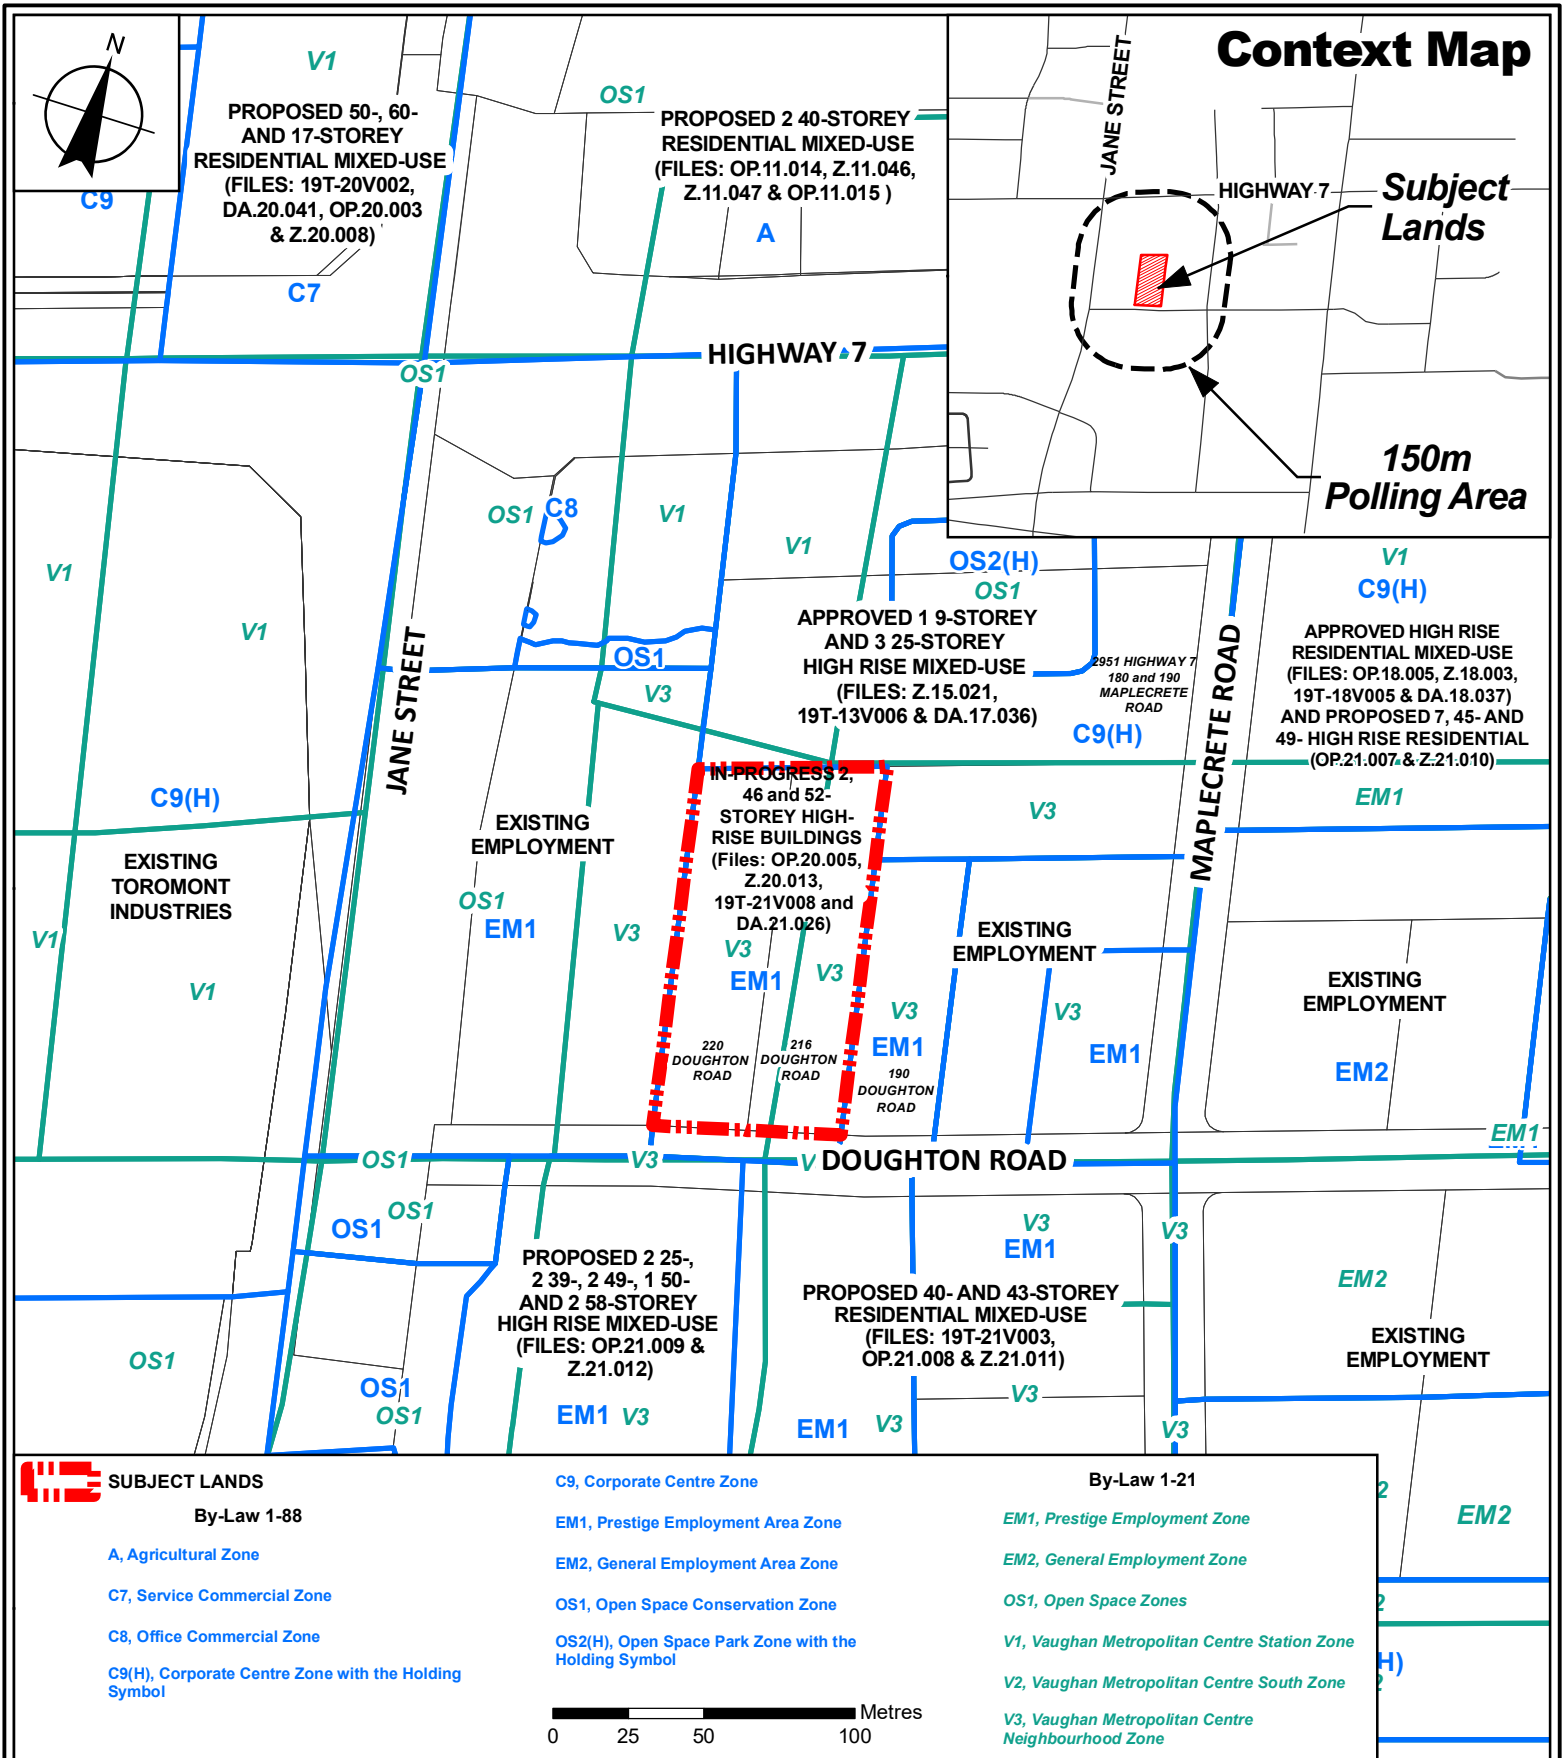 N
Context Map
JANE STREET
HIGHWAY 7
Subject
Lands
150m
Polling Area
V1
PROPOSED 50-, 60-
AND 17-STOREY
RESIDENTIAL MIXED-USE
(FILES: 19T-20V002,
DA.20.041, OP.20.003
& Z.20.008)
OS1
PROPOSED 2 40-STOREY
RESIDENTIAL MIXED-USE
(FILES: OP.11.014, Z.11.046,
Z.11.047 & OP.11.015 )
C9
A
C7
HIGHWAY 7
OS1
OS1
C8
V1
V1
V1
V1
OS2(H)
OS1
V1
C9(H)
APPROVED 1 9-STOREY
AND 3 25-STOREY
HIGH RISE MIXED-USE
(FILES: Z.15.021,
19T-13V006 & DA.17.036)
2951 HIGHWAY 7
180 and 190
MAPLECRETE
ROAD
C9(H)
APPROVED HIGH RISE
RESIDENTIAL MIXED-USE
(FILES: OP.18.005, Z.18.003,
19T-18V005 & DA.18.037)
AND PROPOSED 7, 45- AND
49- HIGH RISE RESIDENTIAL
(OP.21.007 & Z.21.010)
OS1
V3
JANE STREET
MAPLECRETE ROAD
C9(H)
EXISTING
TOROMONT
INDUSTRIES
V1
V1
EXISTING
EMPLOYMENT
OS1
EM1
V3
IN-PROGRESS 2,
46 and 52-
STOREY HIGH-
RISE BUILDINGS
(Files: OP.20.005,
Z.20.013,
19T-21V008 and
DA.21.026)
V3
EM1
V3
220
DOUGHTON
ROAD
216
DOUGHTON
ROAD
V3
EM1
EXISTING
EMPLOYMENT
V3
EM1
190
DOUGHTON
ROAD
V3
EM1
EXISTING
EMPLOYMENT
EM2
EM1
OS1
V3
V
DOUGHTON ROAD
OS1
OS1
V3
EM1
V3
PROPOSED 2 25-,
2 39-, 2 49-, 1 50-
AND 2 58-STOREY
HIGH RISE MIXED-USE
(FILES: OP.21.009 &
Z.21.012)
PROPOSED 40- AND 43-STOREY
RESIDENTIAL MIXED-USE
(FILES: 19T-21V003,
OP.21.008 & Z.21.011)
EM2
EXISTING
EMPLOYMENT
OS1
OS1
OS1
EM1
V3
EM1
V3
V3
V3
2
EM2
2
H)
SUBJECT LANDS
By-Law 1-88
A, Agricultural Zone
C7, Service Commercial Zone
C8, Office Commercial Zone
C9(H), Corporate Centre Zone with the Holding
Symbol
C9, Corporate Centre Zone
EM1, Prestige Employment Area Zone
EM2, General Employment Area Zone
OS1, Open Space Conservation Zone
OS2(H), Open Space Park Zone with the
Holding Symbol
By-Law 1-21
EM1, Prestige Employment Zone
EM2, General Employment Zone
OS1, Open Space Zones
V1, Vaughan Metropolitan Centre Station Zone
V2, Vaughan Metropolitan Centre South Zone
V3, Vaughan Metropolitan Centre
Neighbourhood Zone
Metres
0 25 50 100